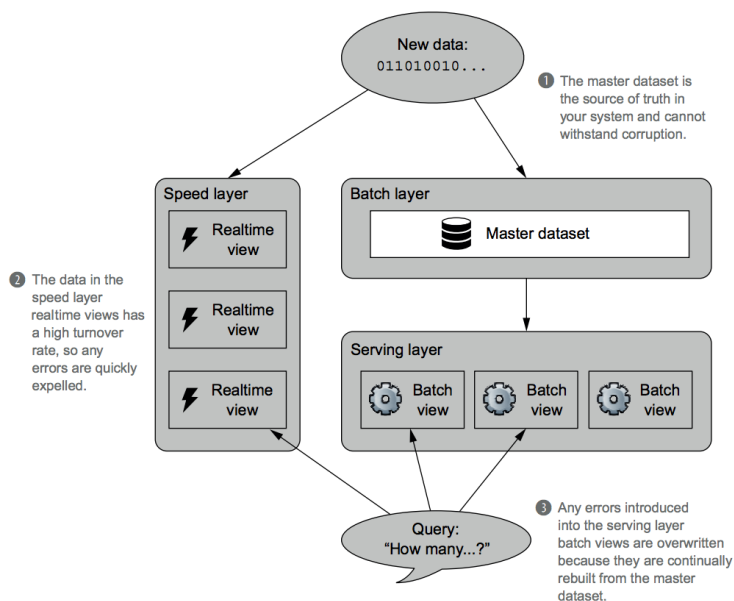 New data:
011010010...
1 The master dataset is
the source of truth in
your system and cannot
withstand corruption.
Speed layer
Realtime
view
Realtime
view
Realtime
view
2 The data in the
speed layer
realtime views has
a high turnover
rate, so any
errors are quickly
expelled.
Batch layer
Master dataset
Serving layer
Batch
view
Batch
view
Batch
view
Query:
“How many...?”
3 Any errors introduced
into the serving layer
batch views are overwritten
because they are continually
rebuilt from the master
dataset.